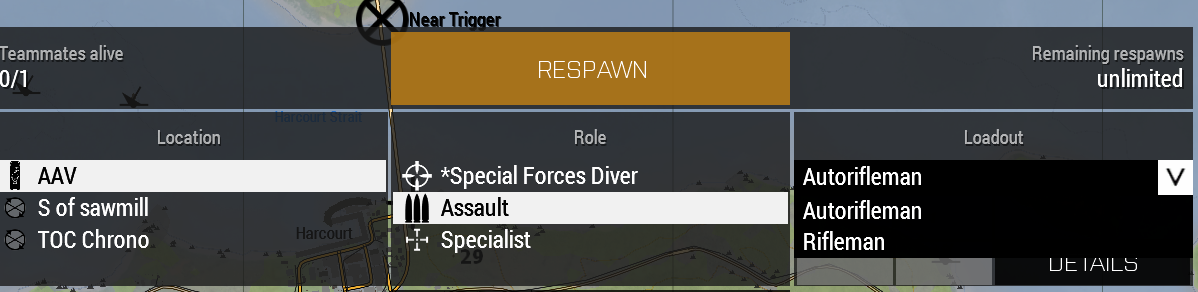 Near Trigger
Teammates alive
0/1
RESPAWN
Remaining respawns
unlimited
Harcourt Strait
Location
AAV
S of sawmill
TOC Chrono
Role
*Special Forces Diver
Assault
Specialist
Loadout
Autorifleman
Autorifleman
Rifleman
DETAILS
Harcourt
29